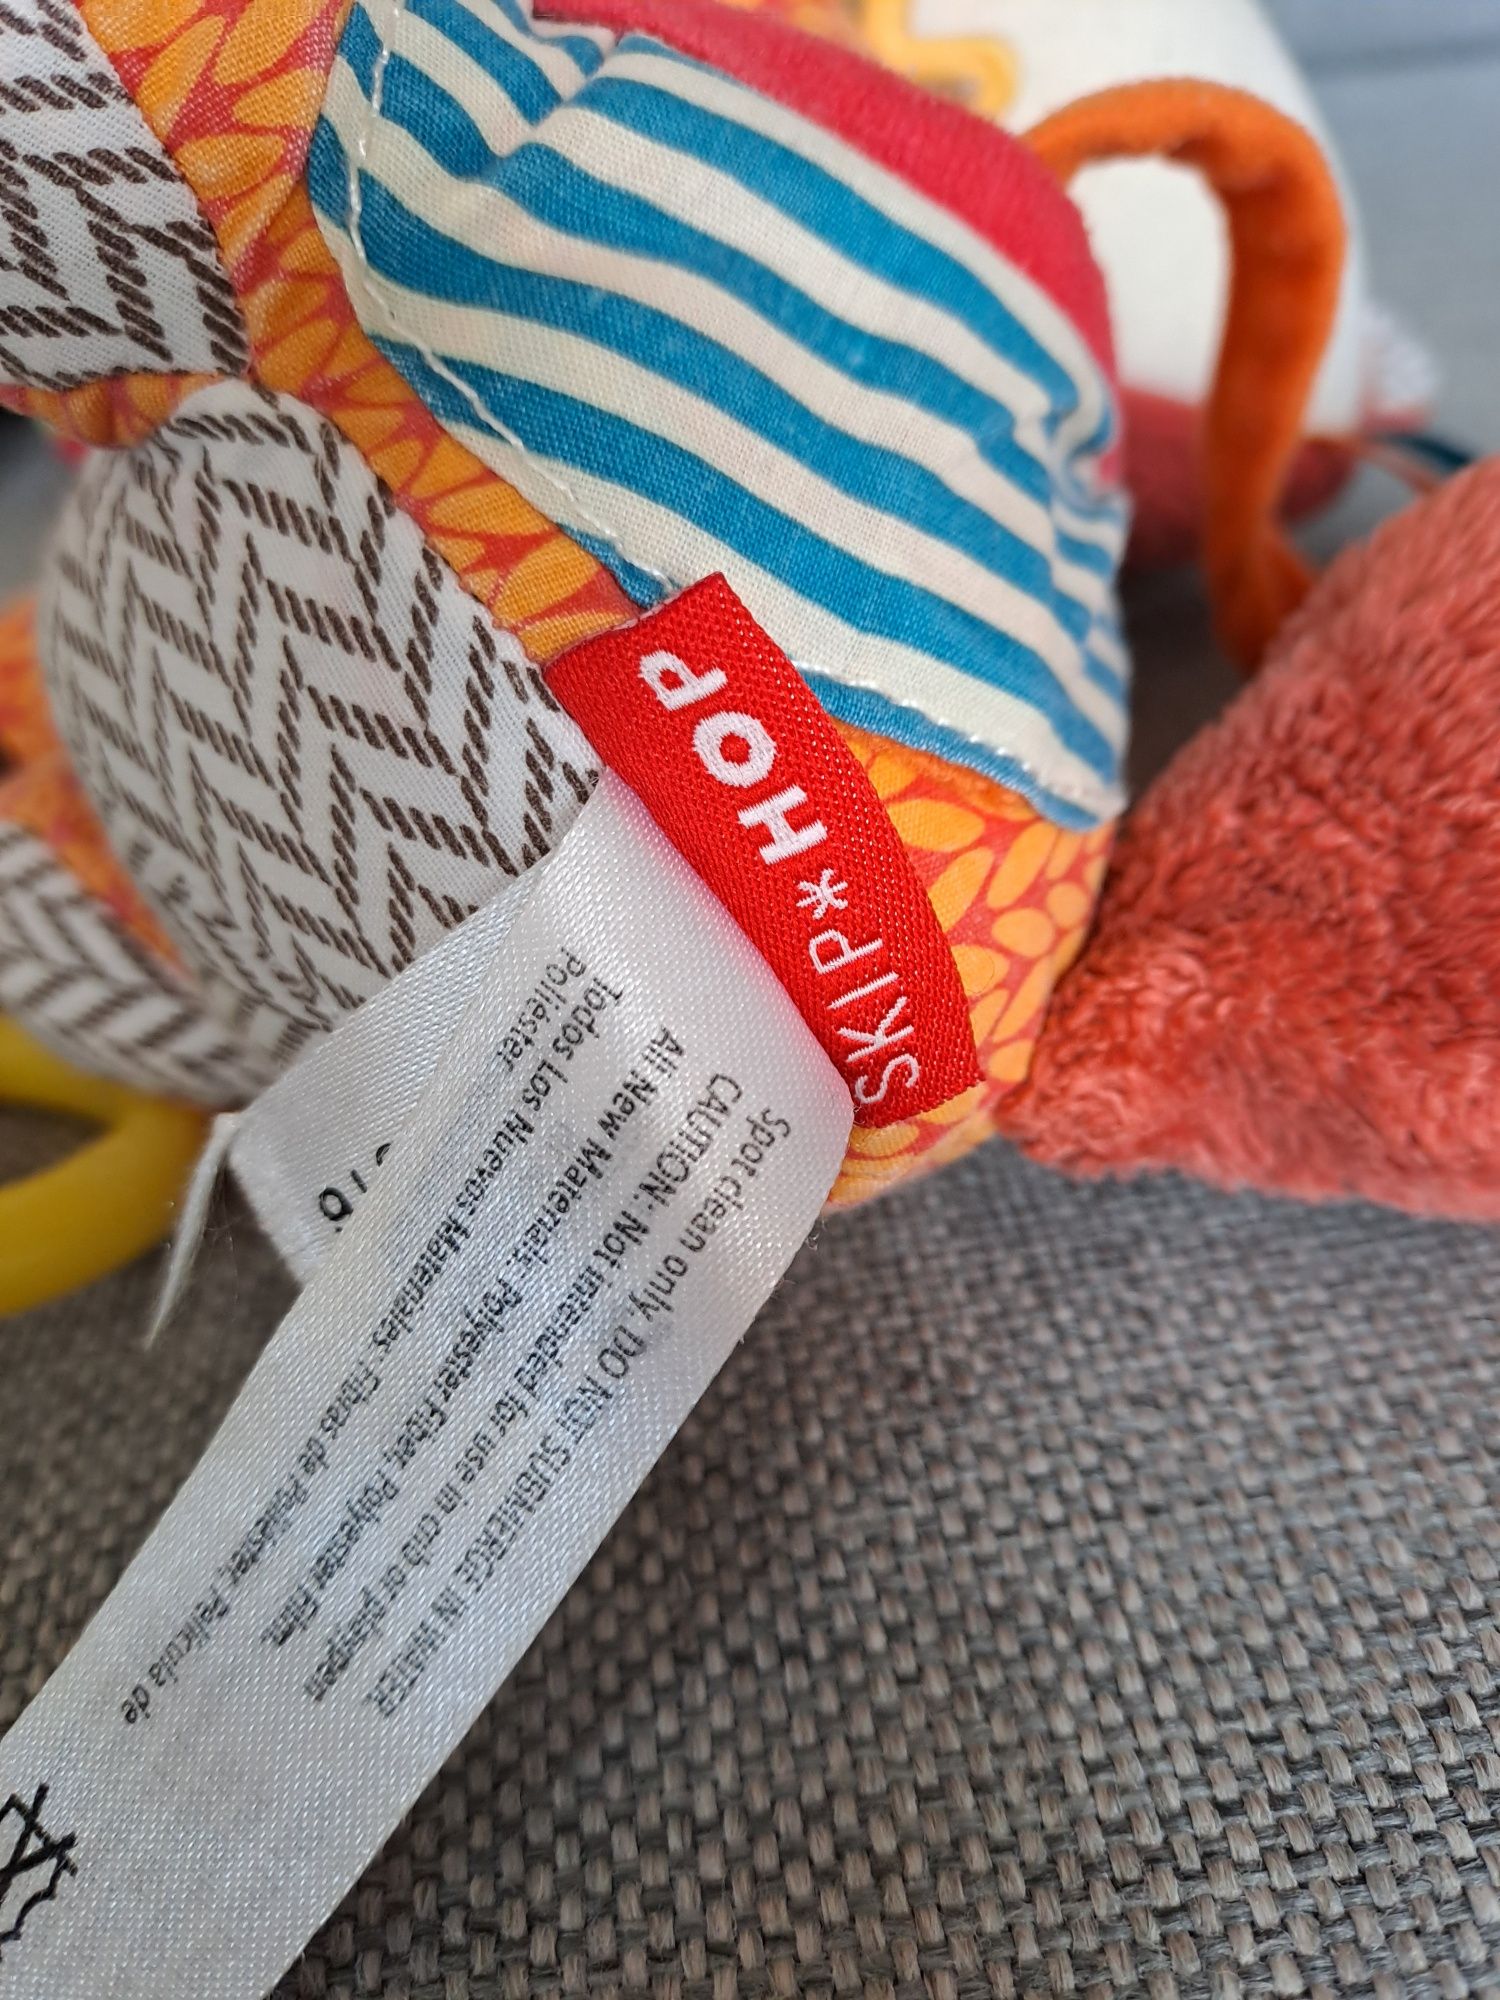 SKIP*HOP
Spot clean only. DO NOT SUBMERGE IN WATER
CAUTION: Not intended for use in crib or playpen
All New Materials: Polyester Fiber, Polyester Film
Todos Los Nuevos Materiales: Fibras de Poliéster, Película de
Poliéster